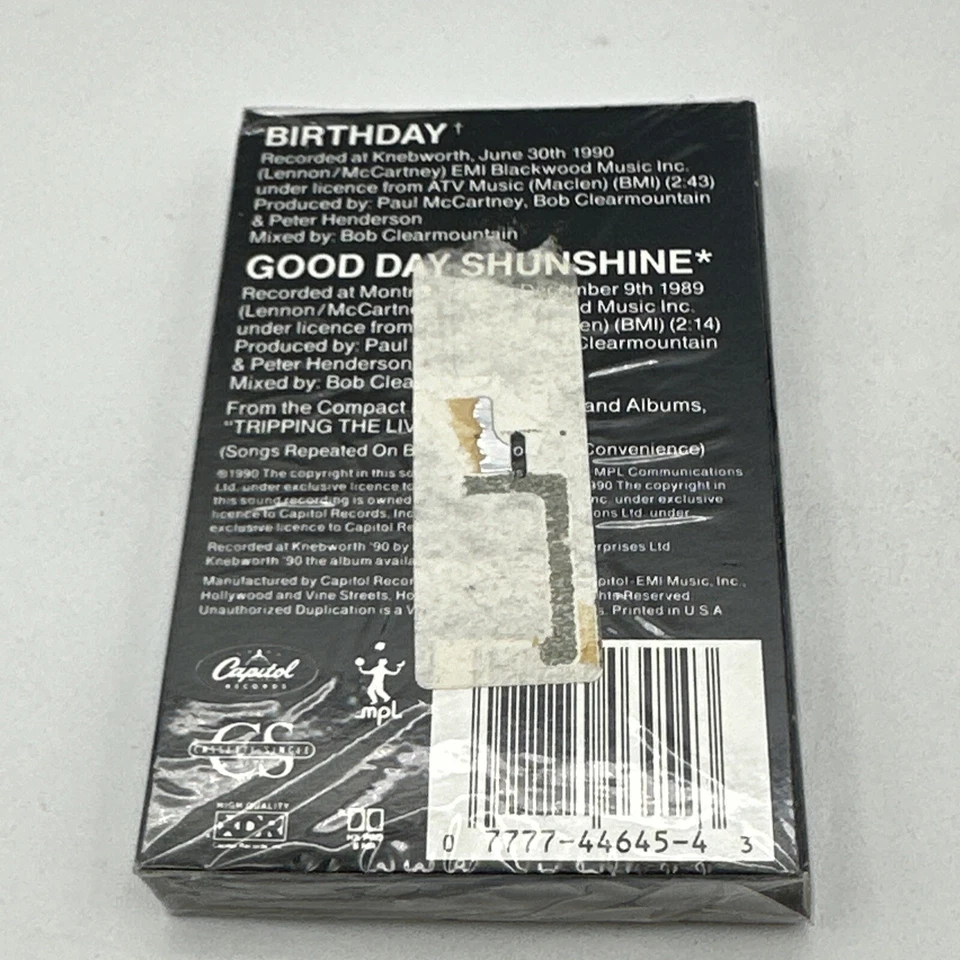 BIRTHDAY†
Recorded at Knebworth, June 30th 1990
(Lennon/McCartney) EMI Blackwood Music Inc.
under licence from ATV Music (Maclen) (BMI) (2:43)
Produced by: Paul McCartney, Bob Clearmountain
& Peter Henderson
Mixed by: Bob Clearmountain
GOOD DAY SHUNSHINE*
Recorded at Montr December 9th 1989
(Lennon/McCartne d Music Inc.
under licence from en) (BMI) (2:14)
Produced by: Paul Clearmountain
& Peter Henderson
Mixed by: Bob Clea
From the Compact and Albums,
"TRIPPING THE LIV
(Songs Repeated On B Convenience)
℗1990 The copyright in this so MPL Communications
Ltd. under exclusive licence to 990 The copyright in
this sound recording is owned nc. under exclusive
licence to Capitol Records, Inc ons Ltd. under
exclusive licence to Capitol Re
Recorded at Knebworth '90 by rprises Ltd
Knebworth '90 the album availa
Manufactured by Capitol Recor pitol-EMI Music, Inc.,
Hollywood and Vine Streets, Ho hts Reserved
Unauthorized Duplication is a V s. Printed in U.S.A
Capitol
RECORDS
mpL
CS
CASSETTE SINGLE
HIGH QUALITY
XDR
0 7777-44645-4 3